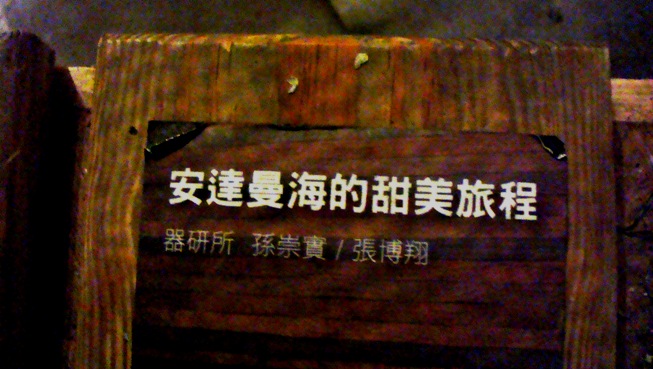 安達曼海的甜美旅程
器研所 孫崇實 / 張博翔